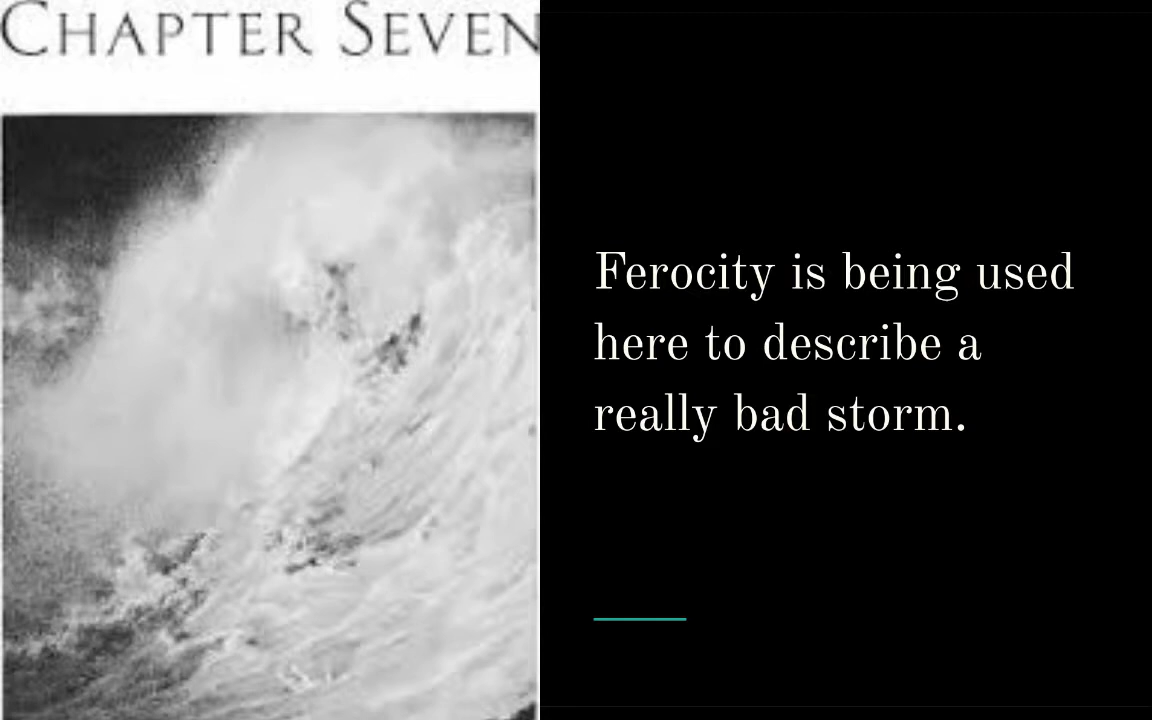 CHAPTER SEVEN
Ferocity is being used
here to describe a
really bad storm.